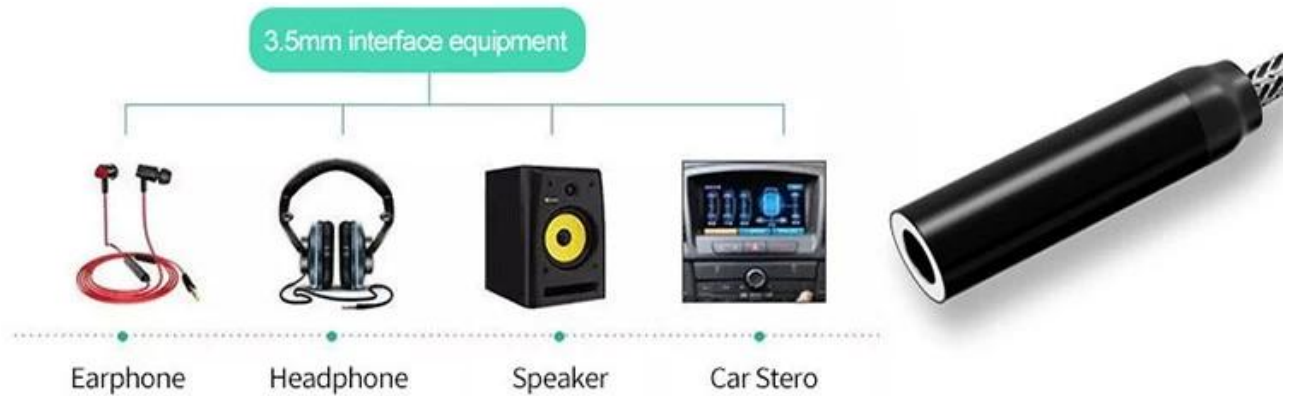 3.5mm interface equipment
Earphone
Headphone
Speaker
Car Stero